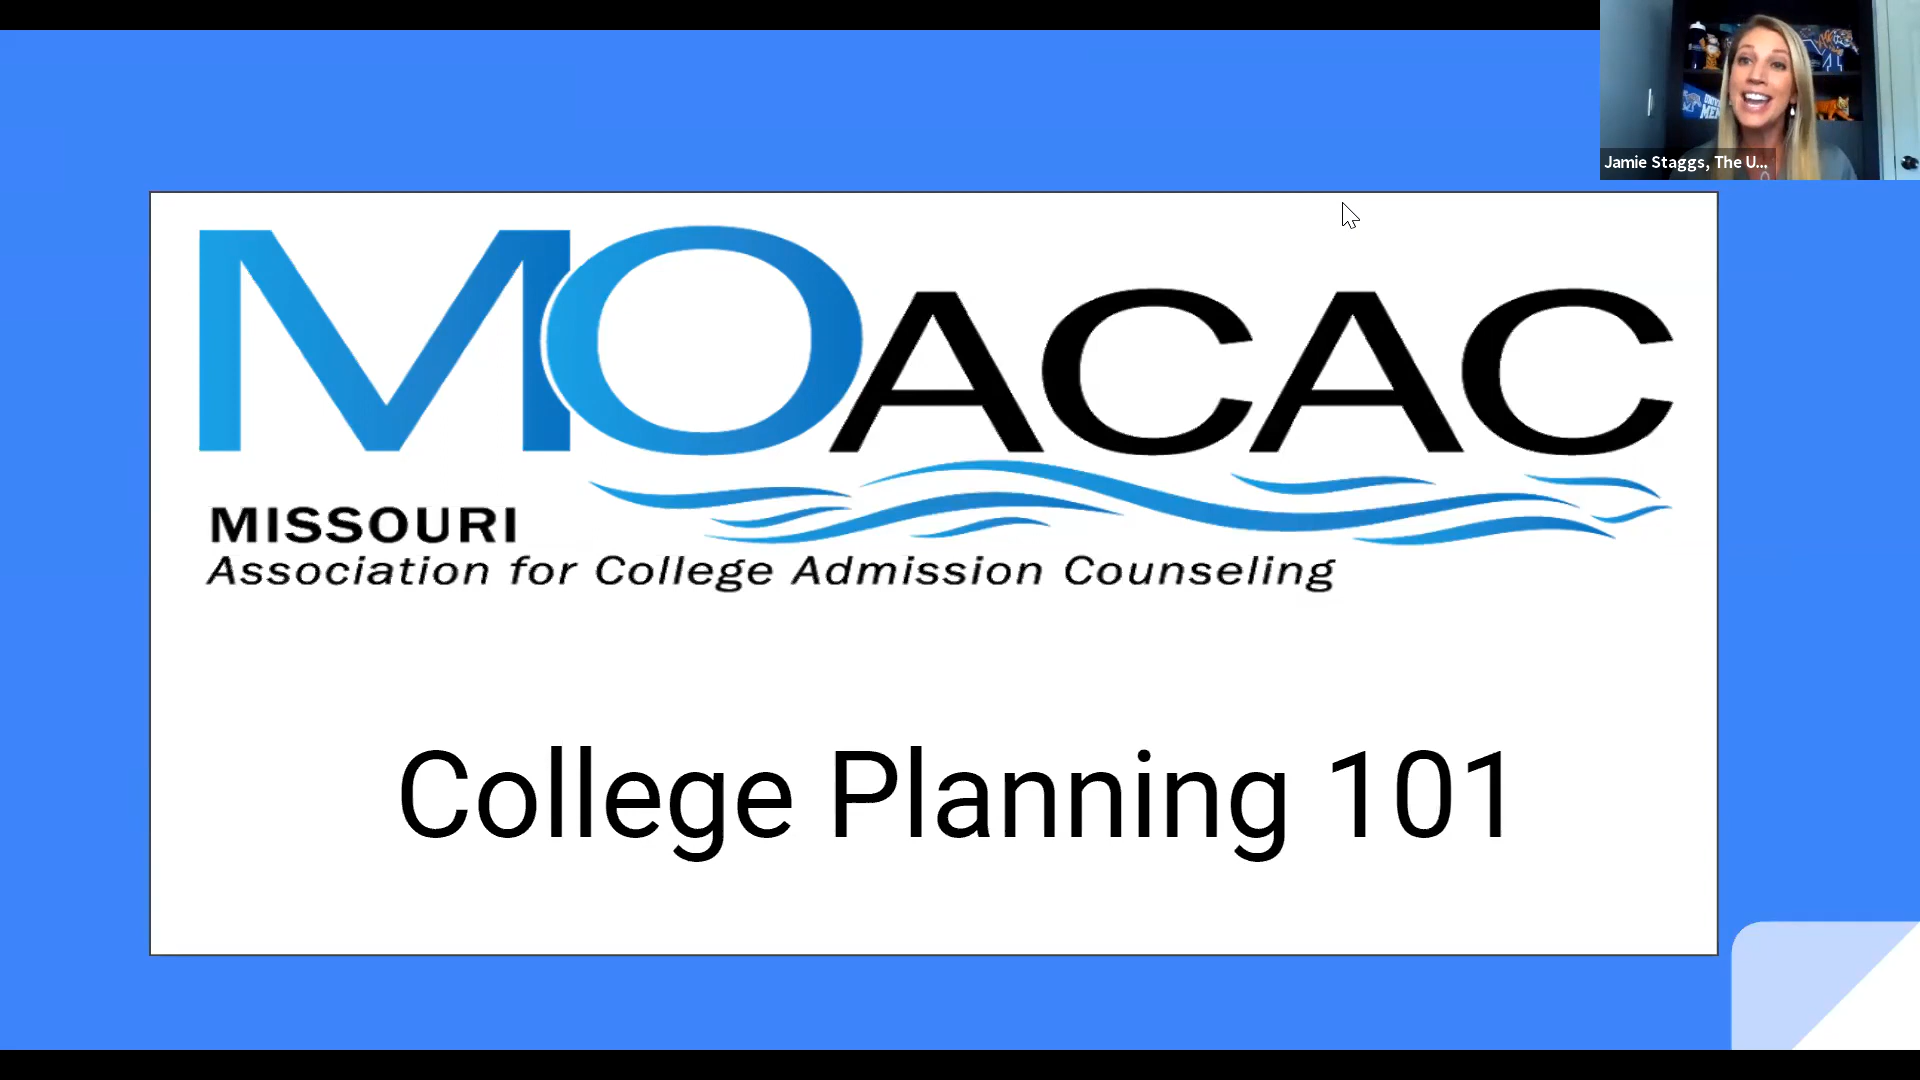 Jamie Staggs, The U...
MOACAC
MISSOURI
Association for College Admission Counseling
College Planning 101